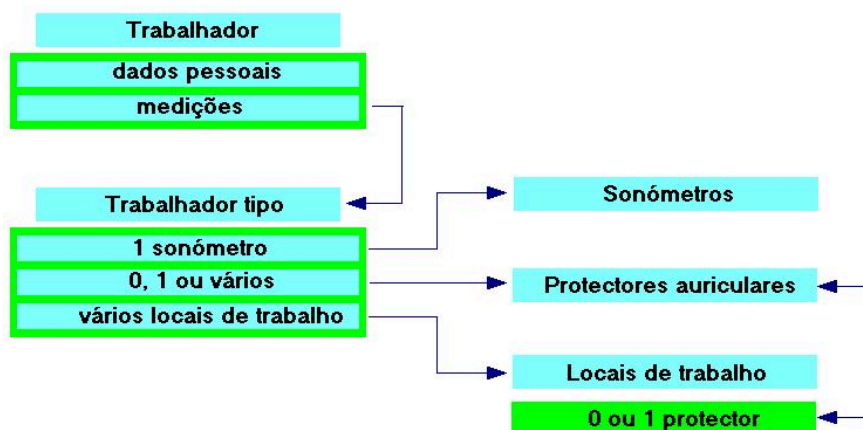 Trabalhador
dados pessoais
medições
Trabalhador tipo
1 sonómetro
0, 1 ou vários
vários locais de trabalho
Sonómetros
Protectores auriculares
Locais de trabalho
0 ou 1 protector